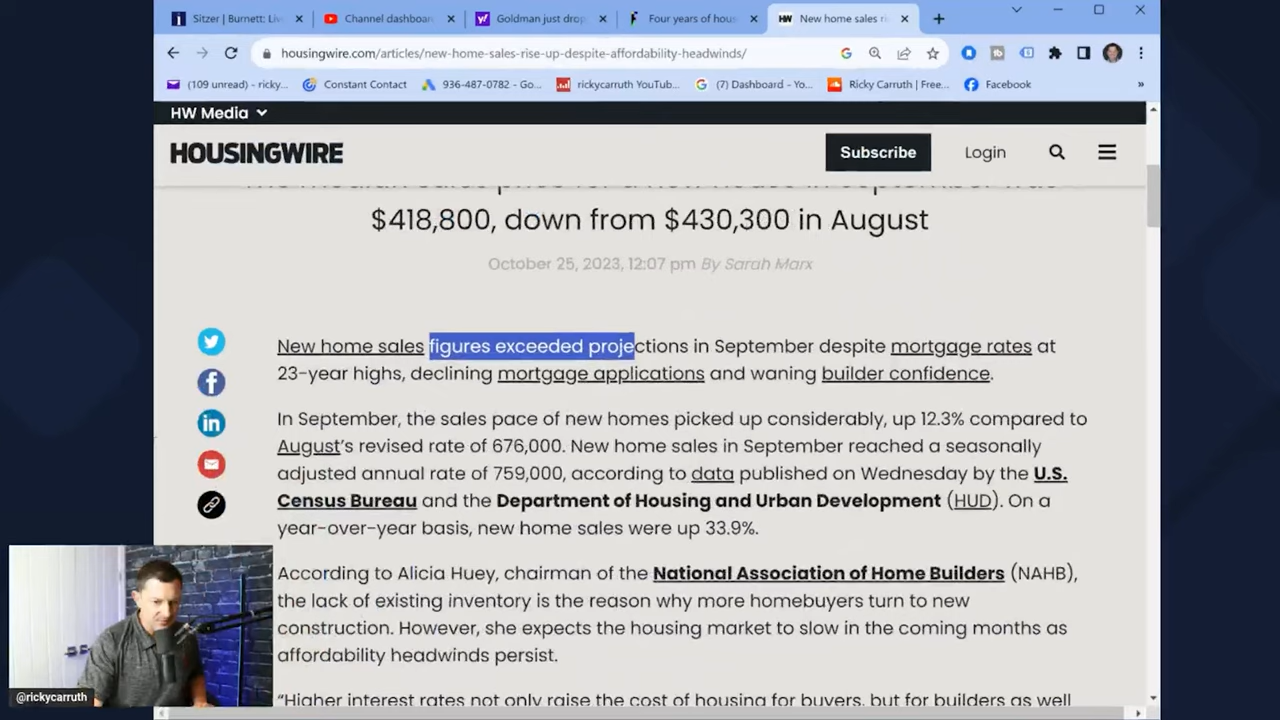 Sitzer | Burnett: Liv
Channel dashboar
Goldman just drop
Four years of hous
New home sales ri
housingwire.com/articles/new-home-sales-rise-up-despite-affordability-headwinds/
(109 unread) - ricky...
Constant Contact
936-487-0782 - Go...
rickycarruth YouTub...
(7) Dashboard - Yo...
Ricky Carruth | Free...
Facebook
»
HW Media
HOUSINGWIRE
Subscribe
Login
The median sales price for a new house in September was
$418,800, down from $430,300 in August
October 25, 2023, 12:07 pm By Sarah Marx
New home sales figures exceeded projections in September despite mortgage rates at
23-year highs, declining mortgage applications and waning builder confidence.
In September, the sales pace of new homes picked up considerably, up 12.3% compared to
August's revised rate of 676,000. New home sales in September reached a seasonally
adjusted annual rate of 759,000, according to data published on Wednesday by the U.S.
Census Bureau and the Department of Housing and Urban Development (HUD). On a
year-over-year basis, new home sales were up 33.9%.
According to Alicia Huey, chairman of the National Association of Home Builders (NAHB),
the lack of existing inventory is the reason why more homebuyers turn to new
construction. However, she expects the housing market to slow in the coming months as
affordability headwinds persist.
"Higher interest rates not only raise the cost of housing for buyers, but for builders as well
@rickycarruth